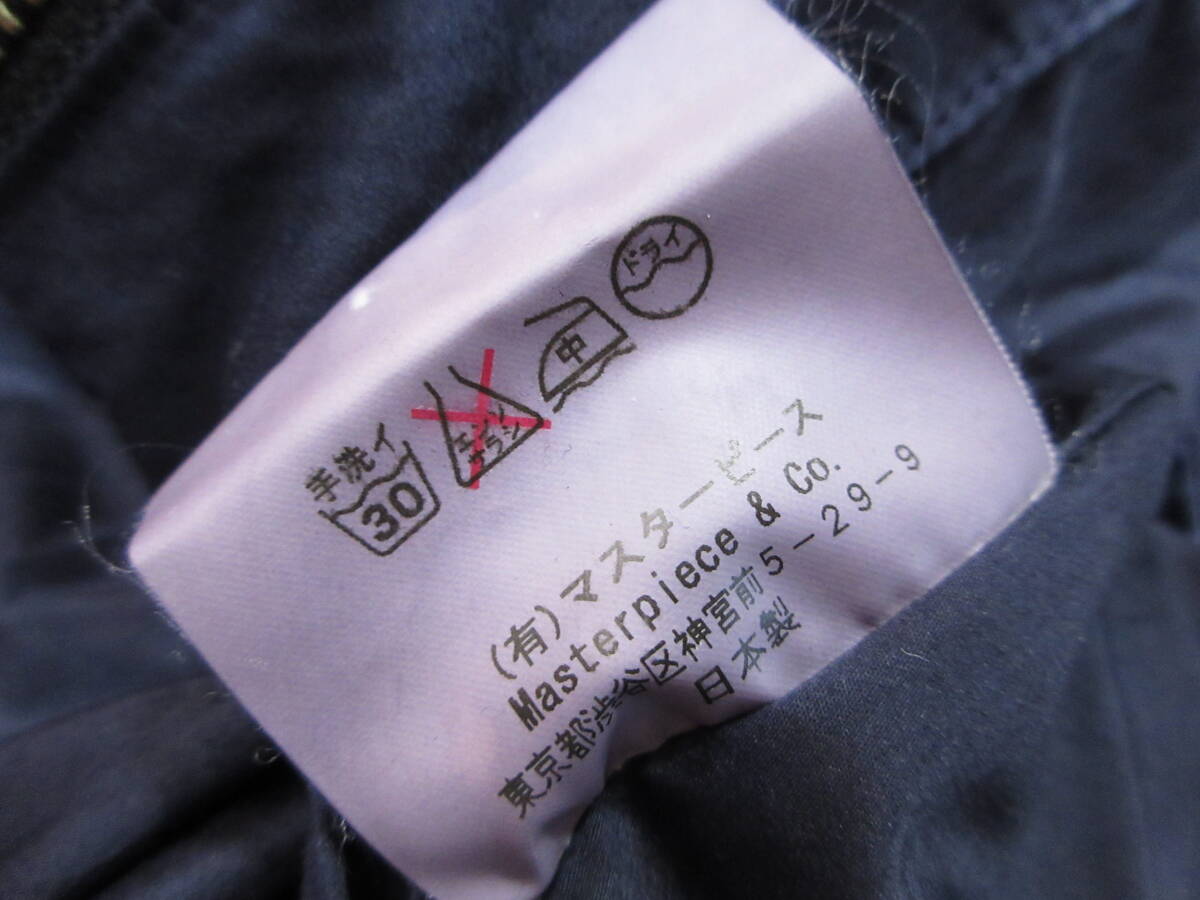 手洗イ
30
エンソ
サラシ
中
ドライ
(有)マスターピース
Masterpiece & Co.
東京都渋谷区神宮前5-29-9
日本製